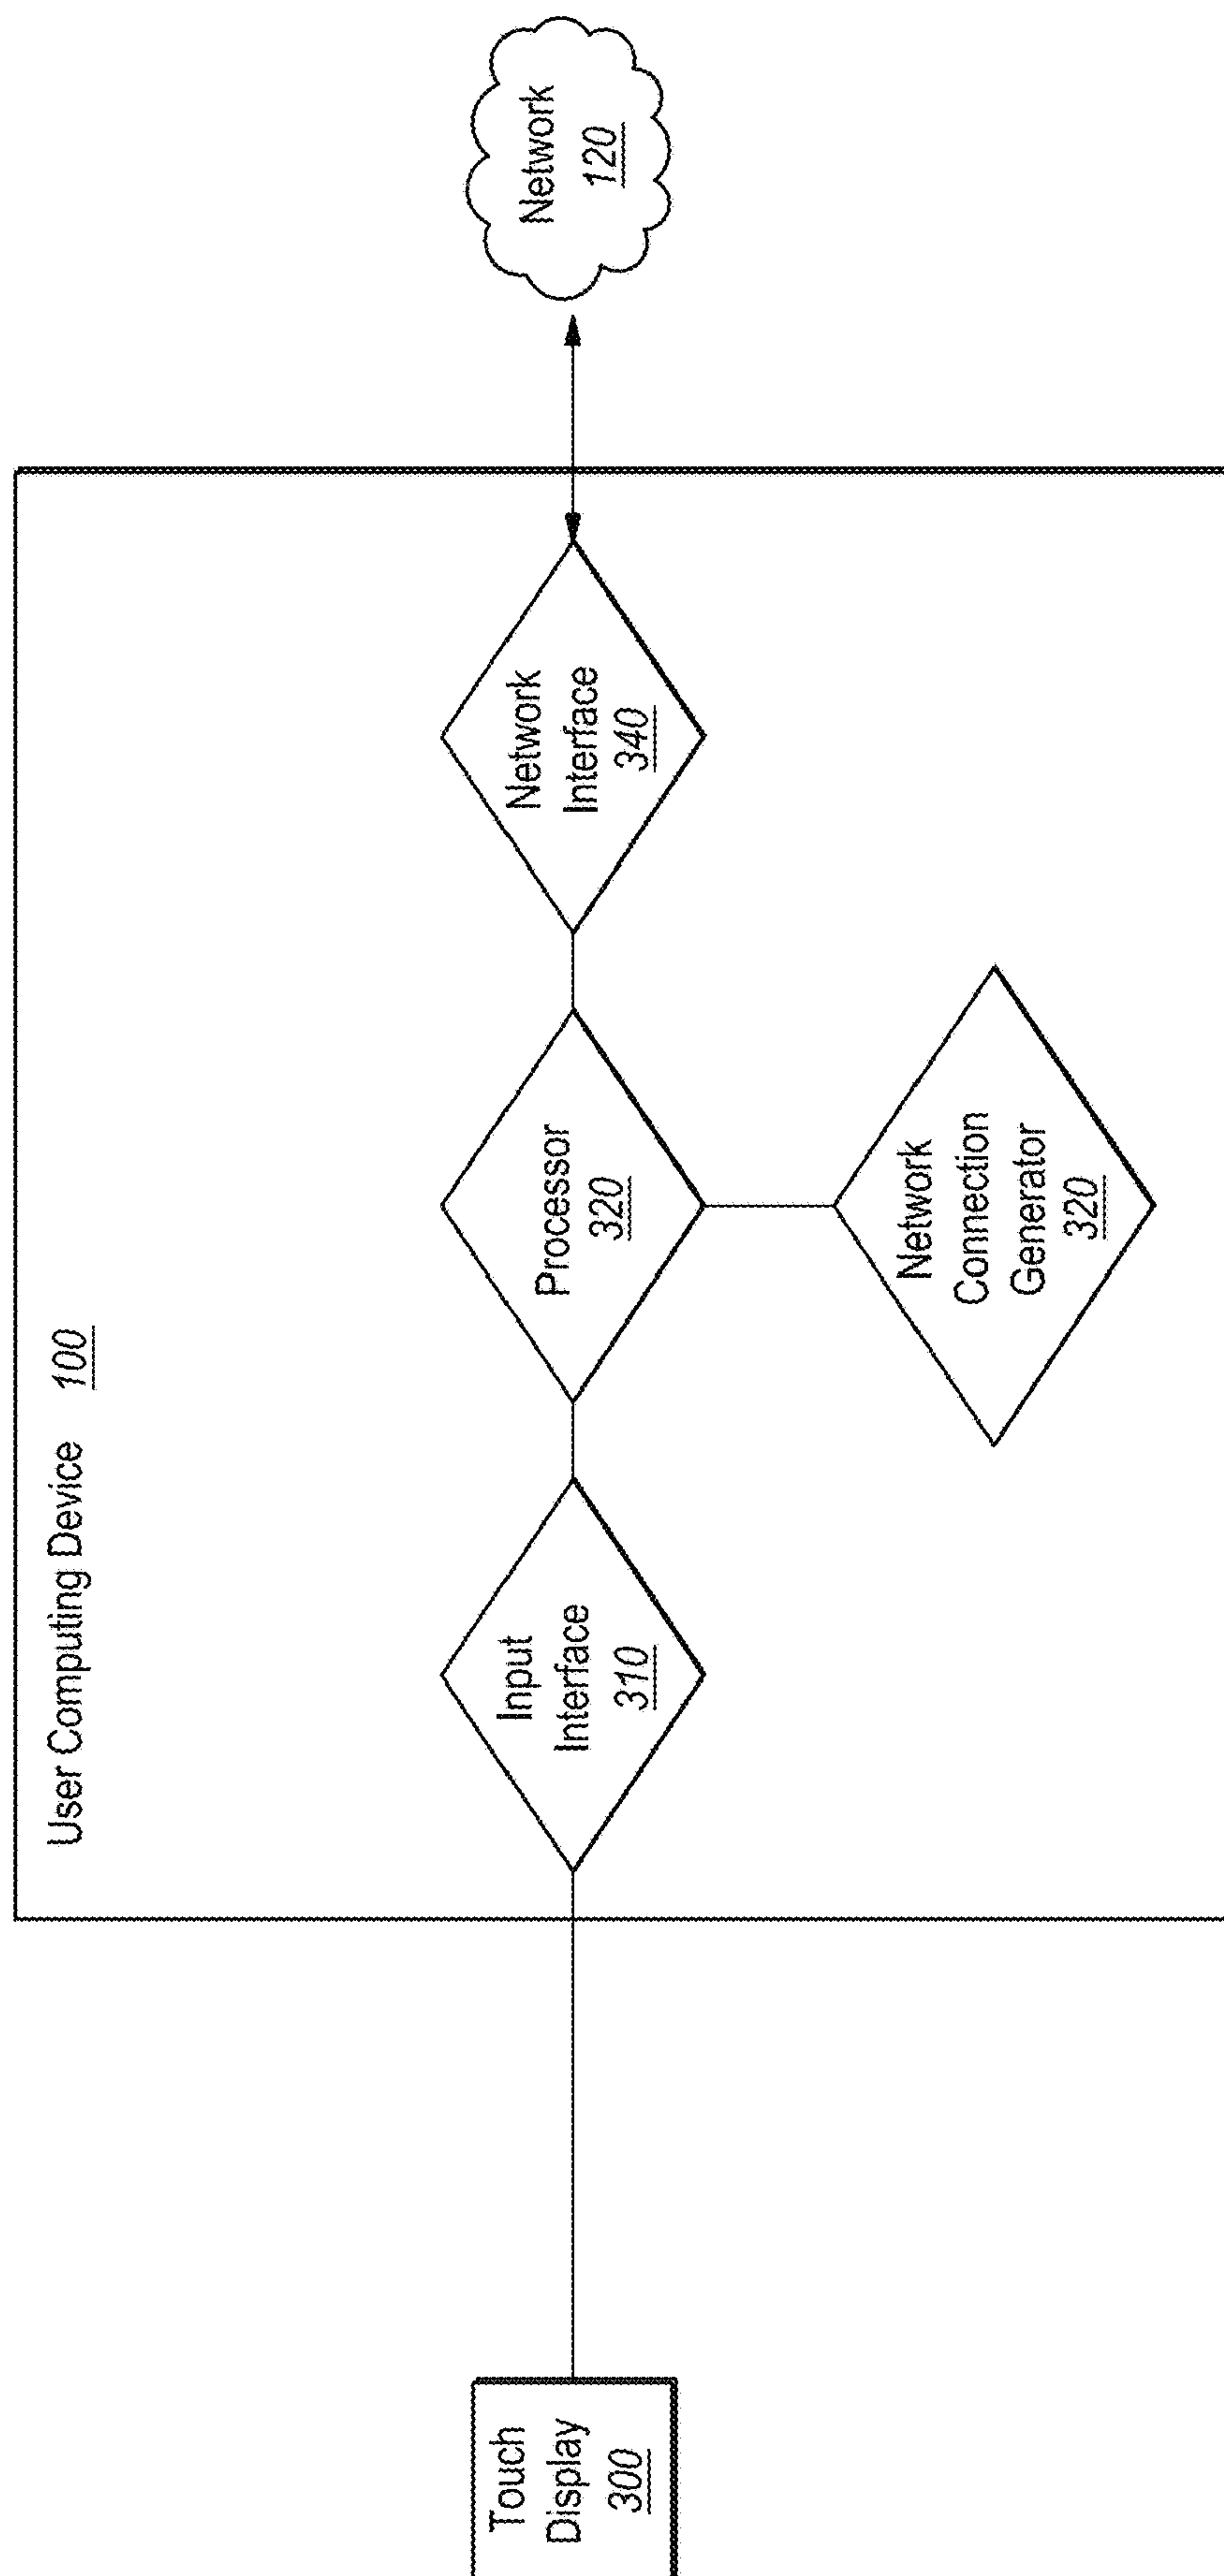 User Computing Device 100
Touch
Display
300
Input
Interface
310
Processor
320
Network
Connection
Generator
320
Network
Interface
340
Network
120